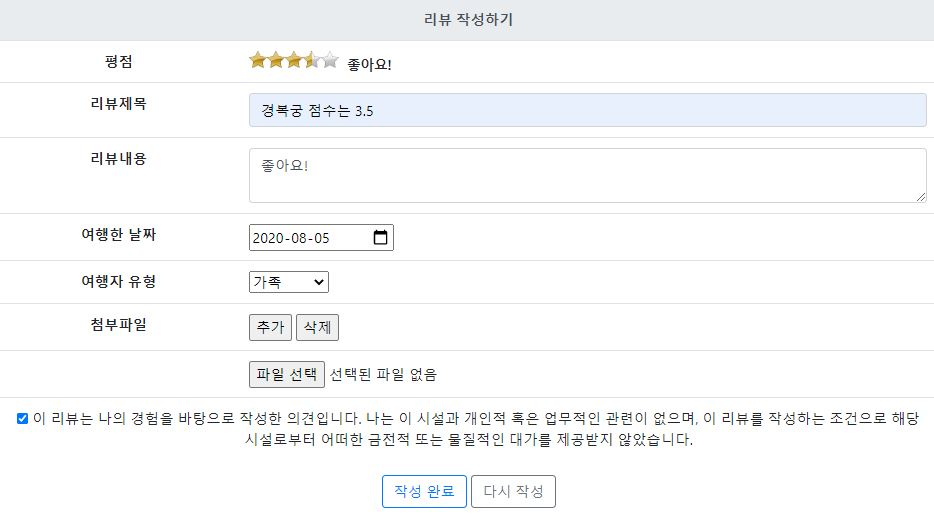 리뷰 작성하기
평점 좋아요!
리뷰제목 경복궁 점수는 3.5
리뷰내용 좋아요!
여행한 날짜 2020-08-05
여행자 유형 가족
첨부파일 추가 삭제
파일 선택 선택된 파일 없음
이 리뷰는 나의 경험을 바탕으로 작성한 의견입니다. 나는 이 시설과 개인적 혹은 업무적인 관련이 없으며, 이 리뷰를 작성하는 조건으로 해당
시설로부터 어떠한 금전적 또는 물질적인 대가를 제공받지 않았습니다.
작성 완료 다시 작성